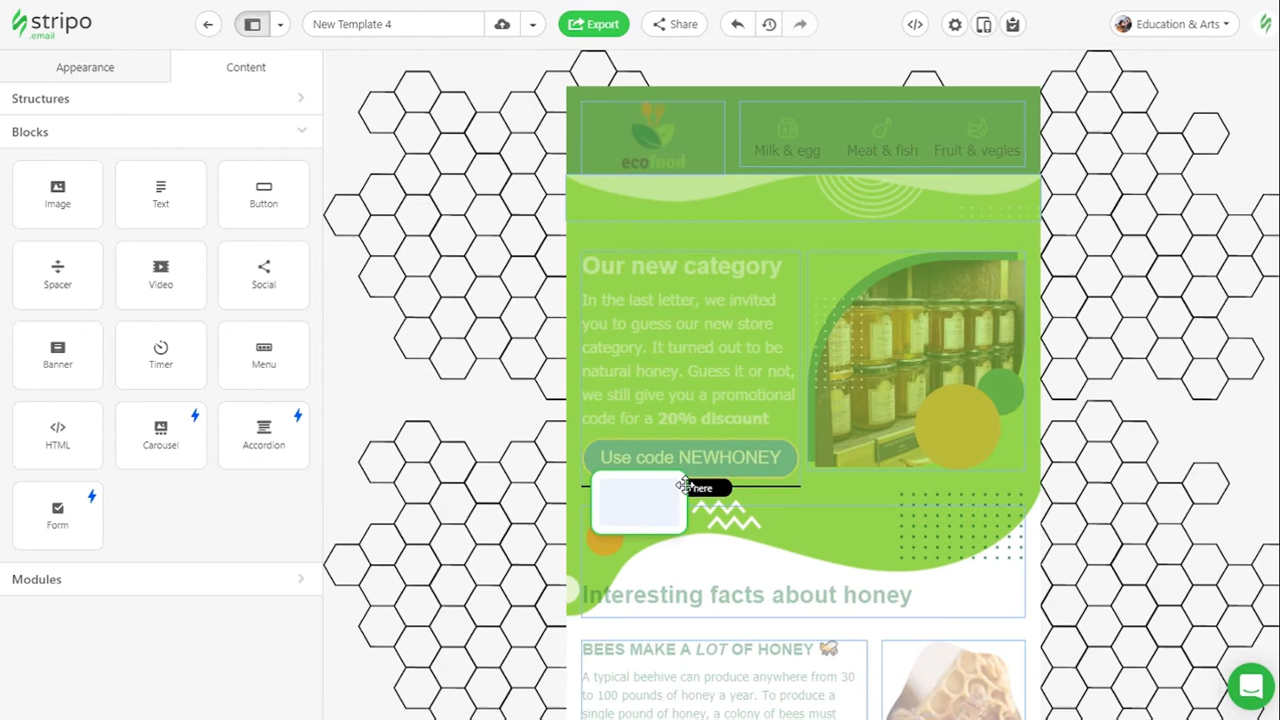 stripo
.email
New Template 4
Export
Share
Education & Arts
Appearance
Content
Structures
Blocks
Image
Text
Button
Spacer
Video
Social
Banner
Timer
Menu
HTML
Carousel
Accordion
Form
Modules
ecofood
Milk & egg
Meat & fish
Fruit & vegies
Our new category
In the last letter, we invited
you to guess our new store
category. It turned out to be
natural honey. Guess it or not,
we still give you a promotional
code for a 20% discount
Use code NEWHONEY
here
Interesting facts about honey
BEES MAKE A LOT OF HONEY 🐝
A typical beehive can produce anywhere from 30
to 100 pounds of honey a year. To produce a
single pound of honey, a colony of bees must